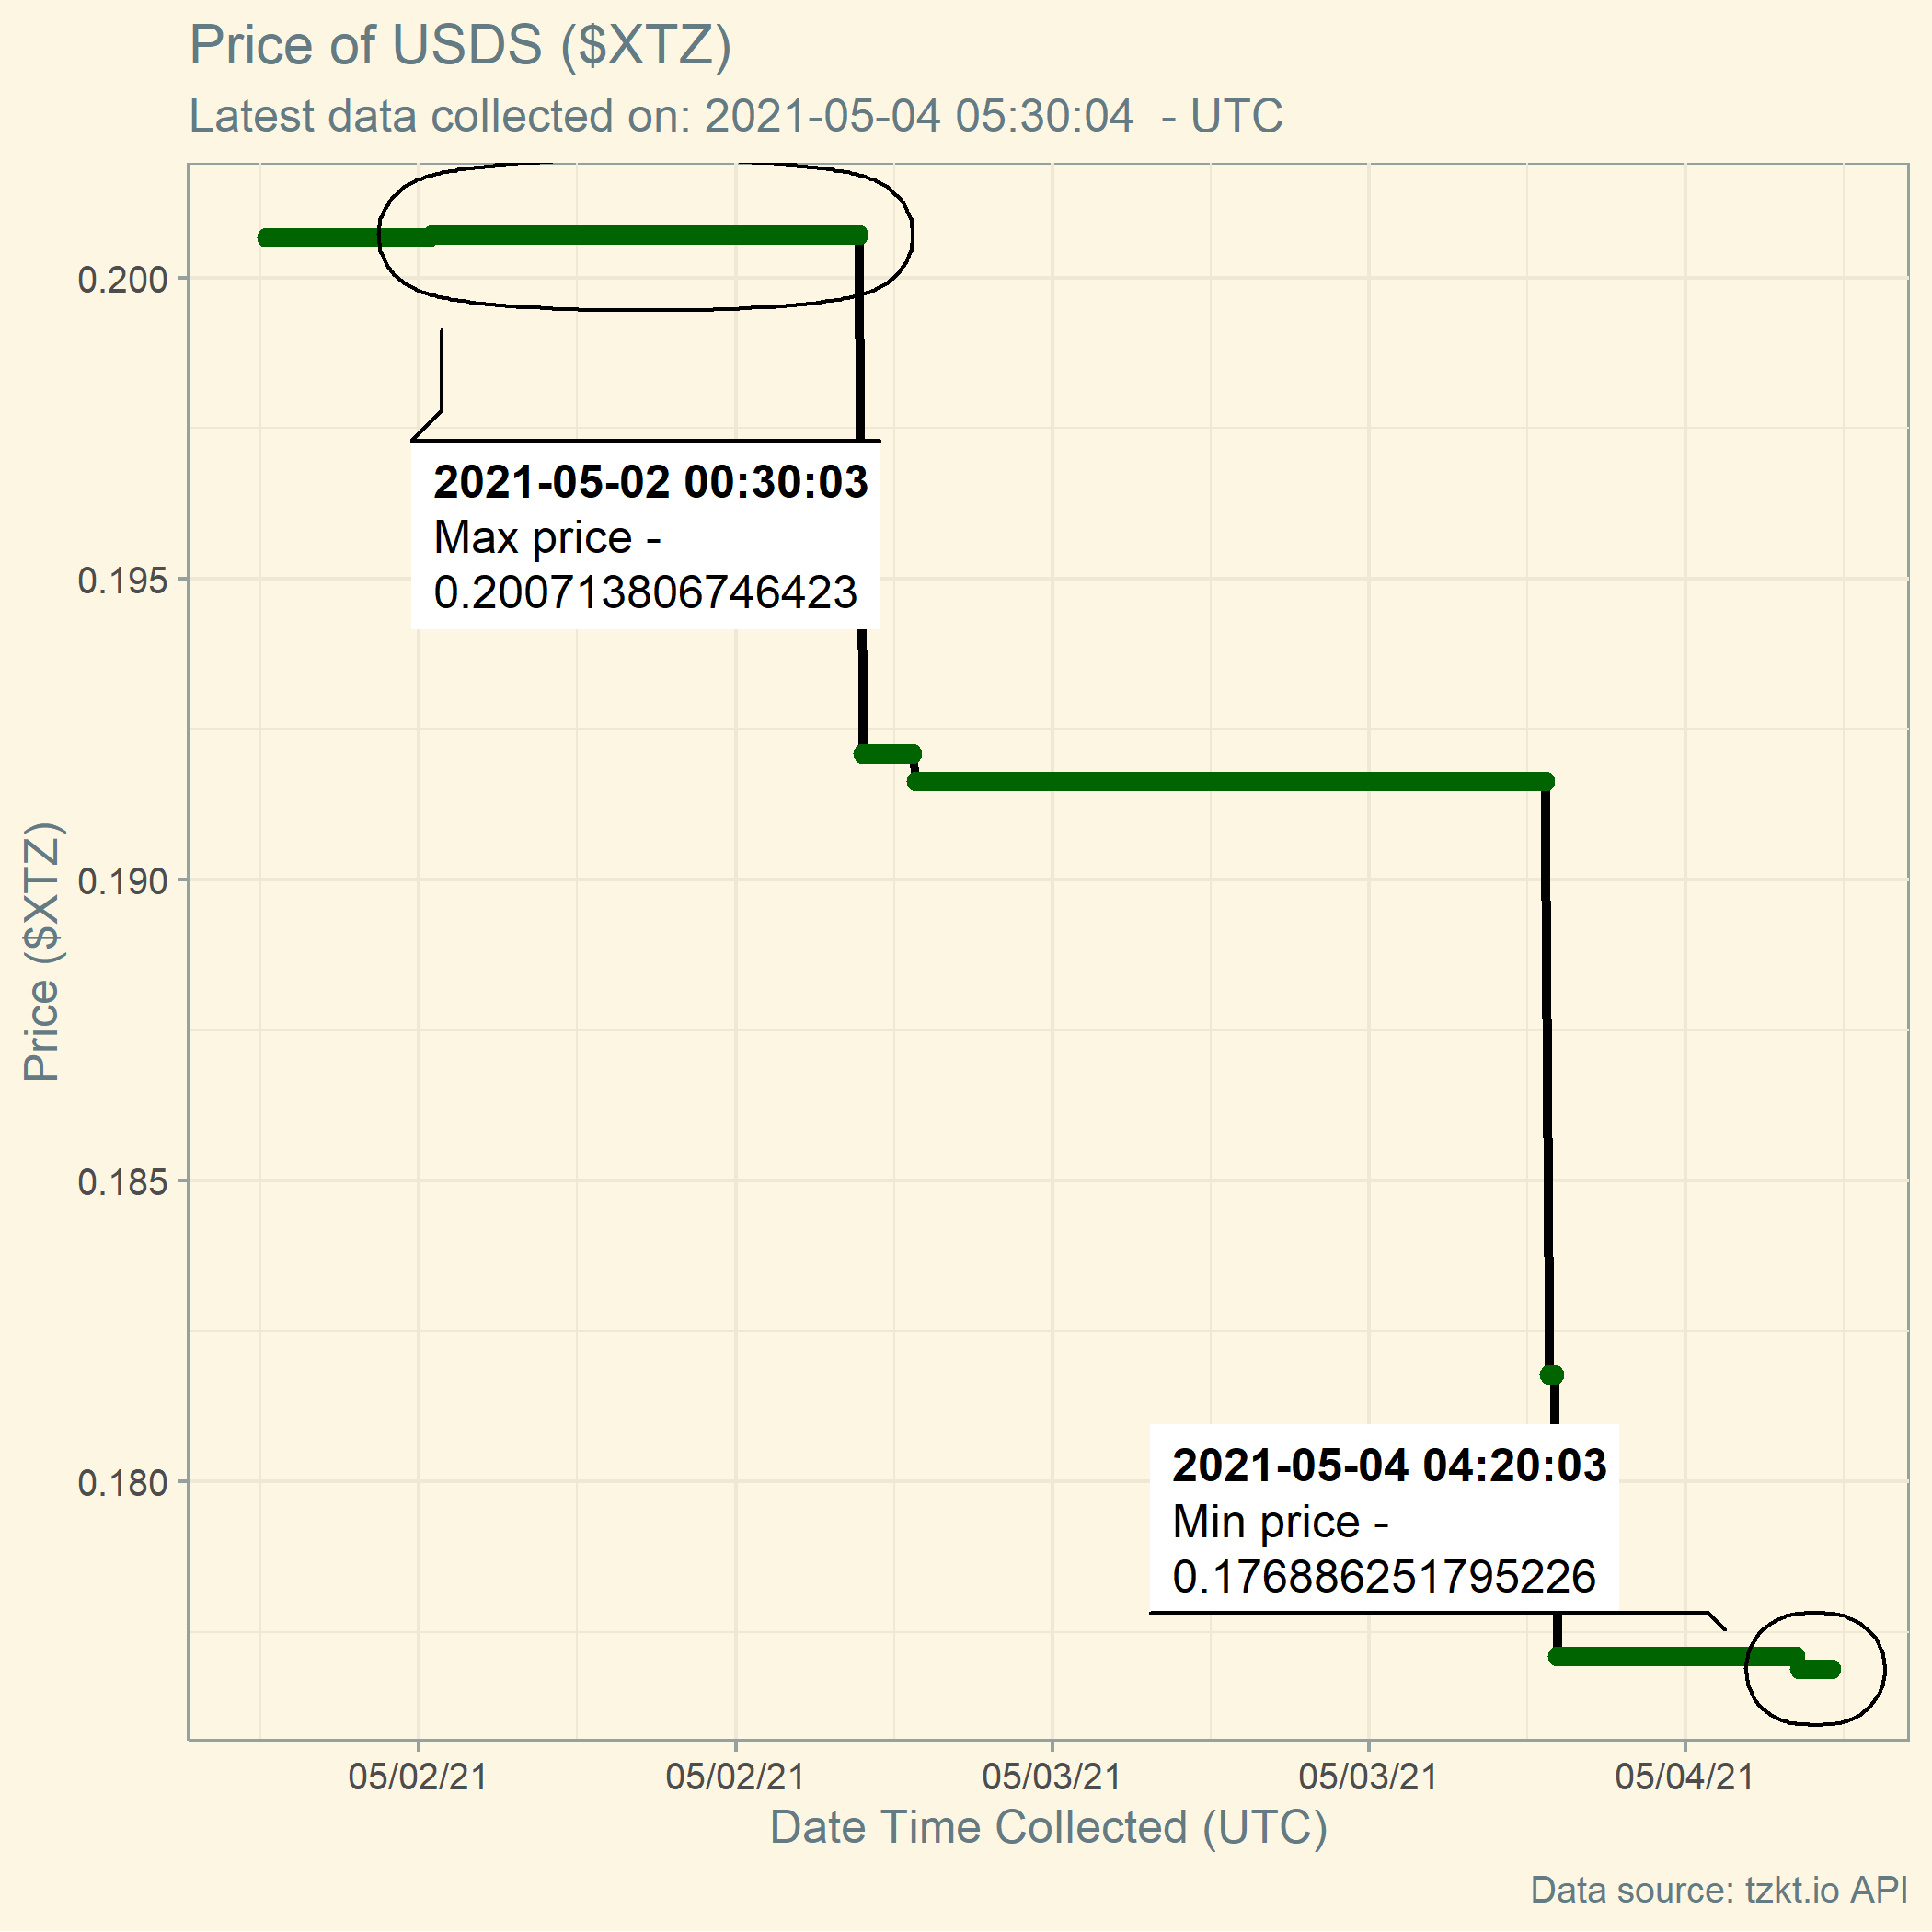 Price of USDS ($XTZ)
Latest data collected on: 2021-05-04 05:30:04  - UTC
Price ($XTZ)
0.200
0.195
0.190
0.185
0.180
2021-05-02 00:30:03
Max price -
0.200713806746423
2021-05-04 04:20:03
Min price -
0.176886251795226
05/02/21
05/02/21
05/03/21
05/03/21
05/04/21
Date Time Collected (UTC)
Data source: tzkt.io API